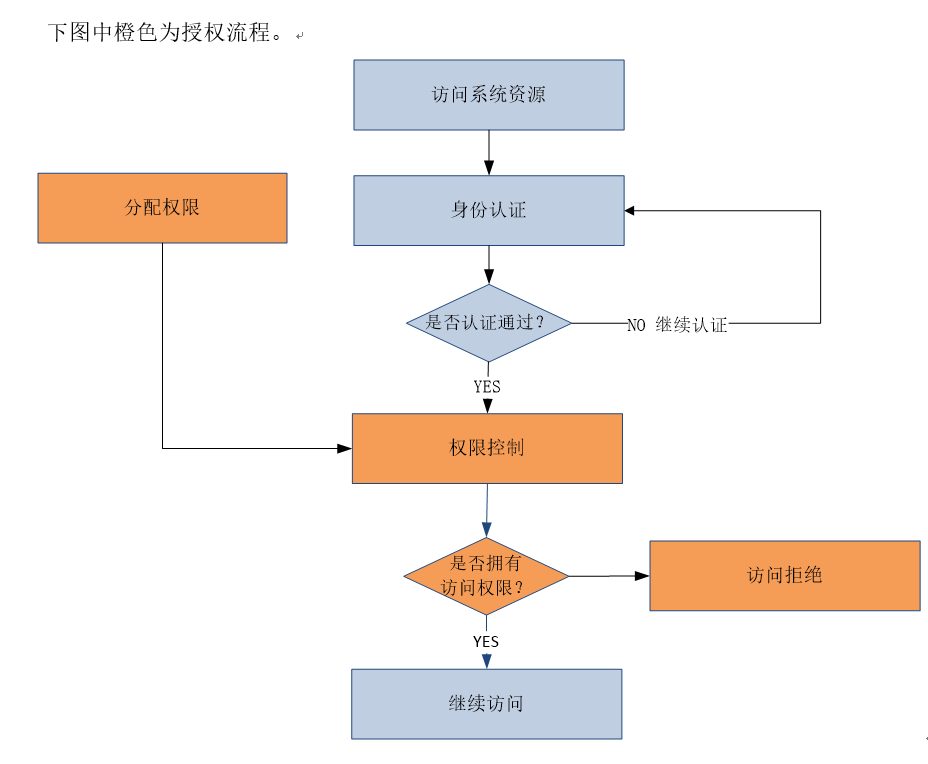 下图中橙色为授权流程。
访问系统资源
分配权限
身份认证
是否认证通过？
NO 继续认证
YES
权限控制
是否拥有
访问权限？
访问拒绝
YES
继续访问